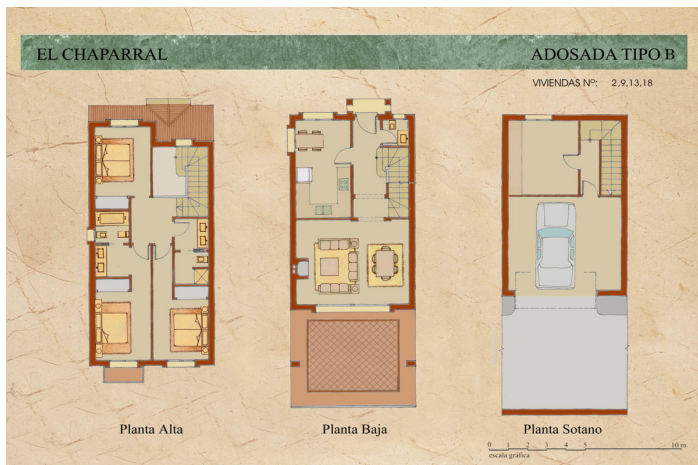 EL CHAPARRAL
ADOSADA TIPO B
VIVIENDAS Nº: 2,9,13,18
Planta Alta
Planta Baja
Planta Sotano
0 1 2 3 4 5 10 m.
escala gráfica